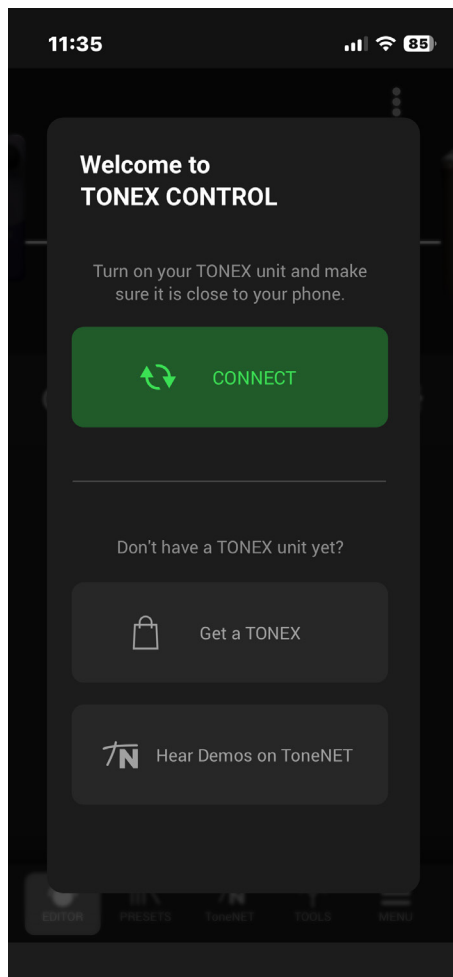 11:35
85
Welcome to
TONEX CONTROL
Turn on your TONEX unit and make
sure it is close to your phone.
CONNECT
Don't have a TONEX unit yet?
Get a TONEX
TN
Hear Demos on ToneNET
EDITOR
PRESETS
ToneNET
TOOLS
MENU